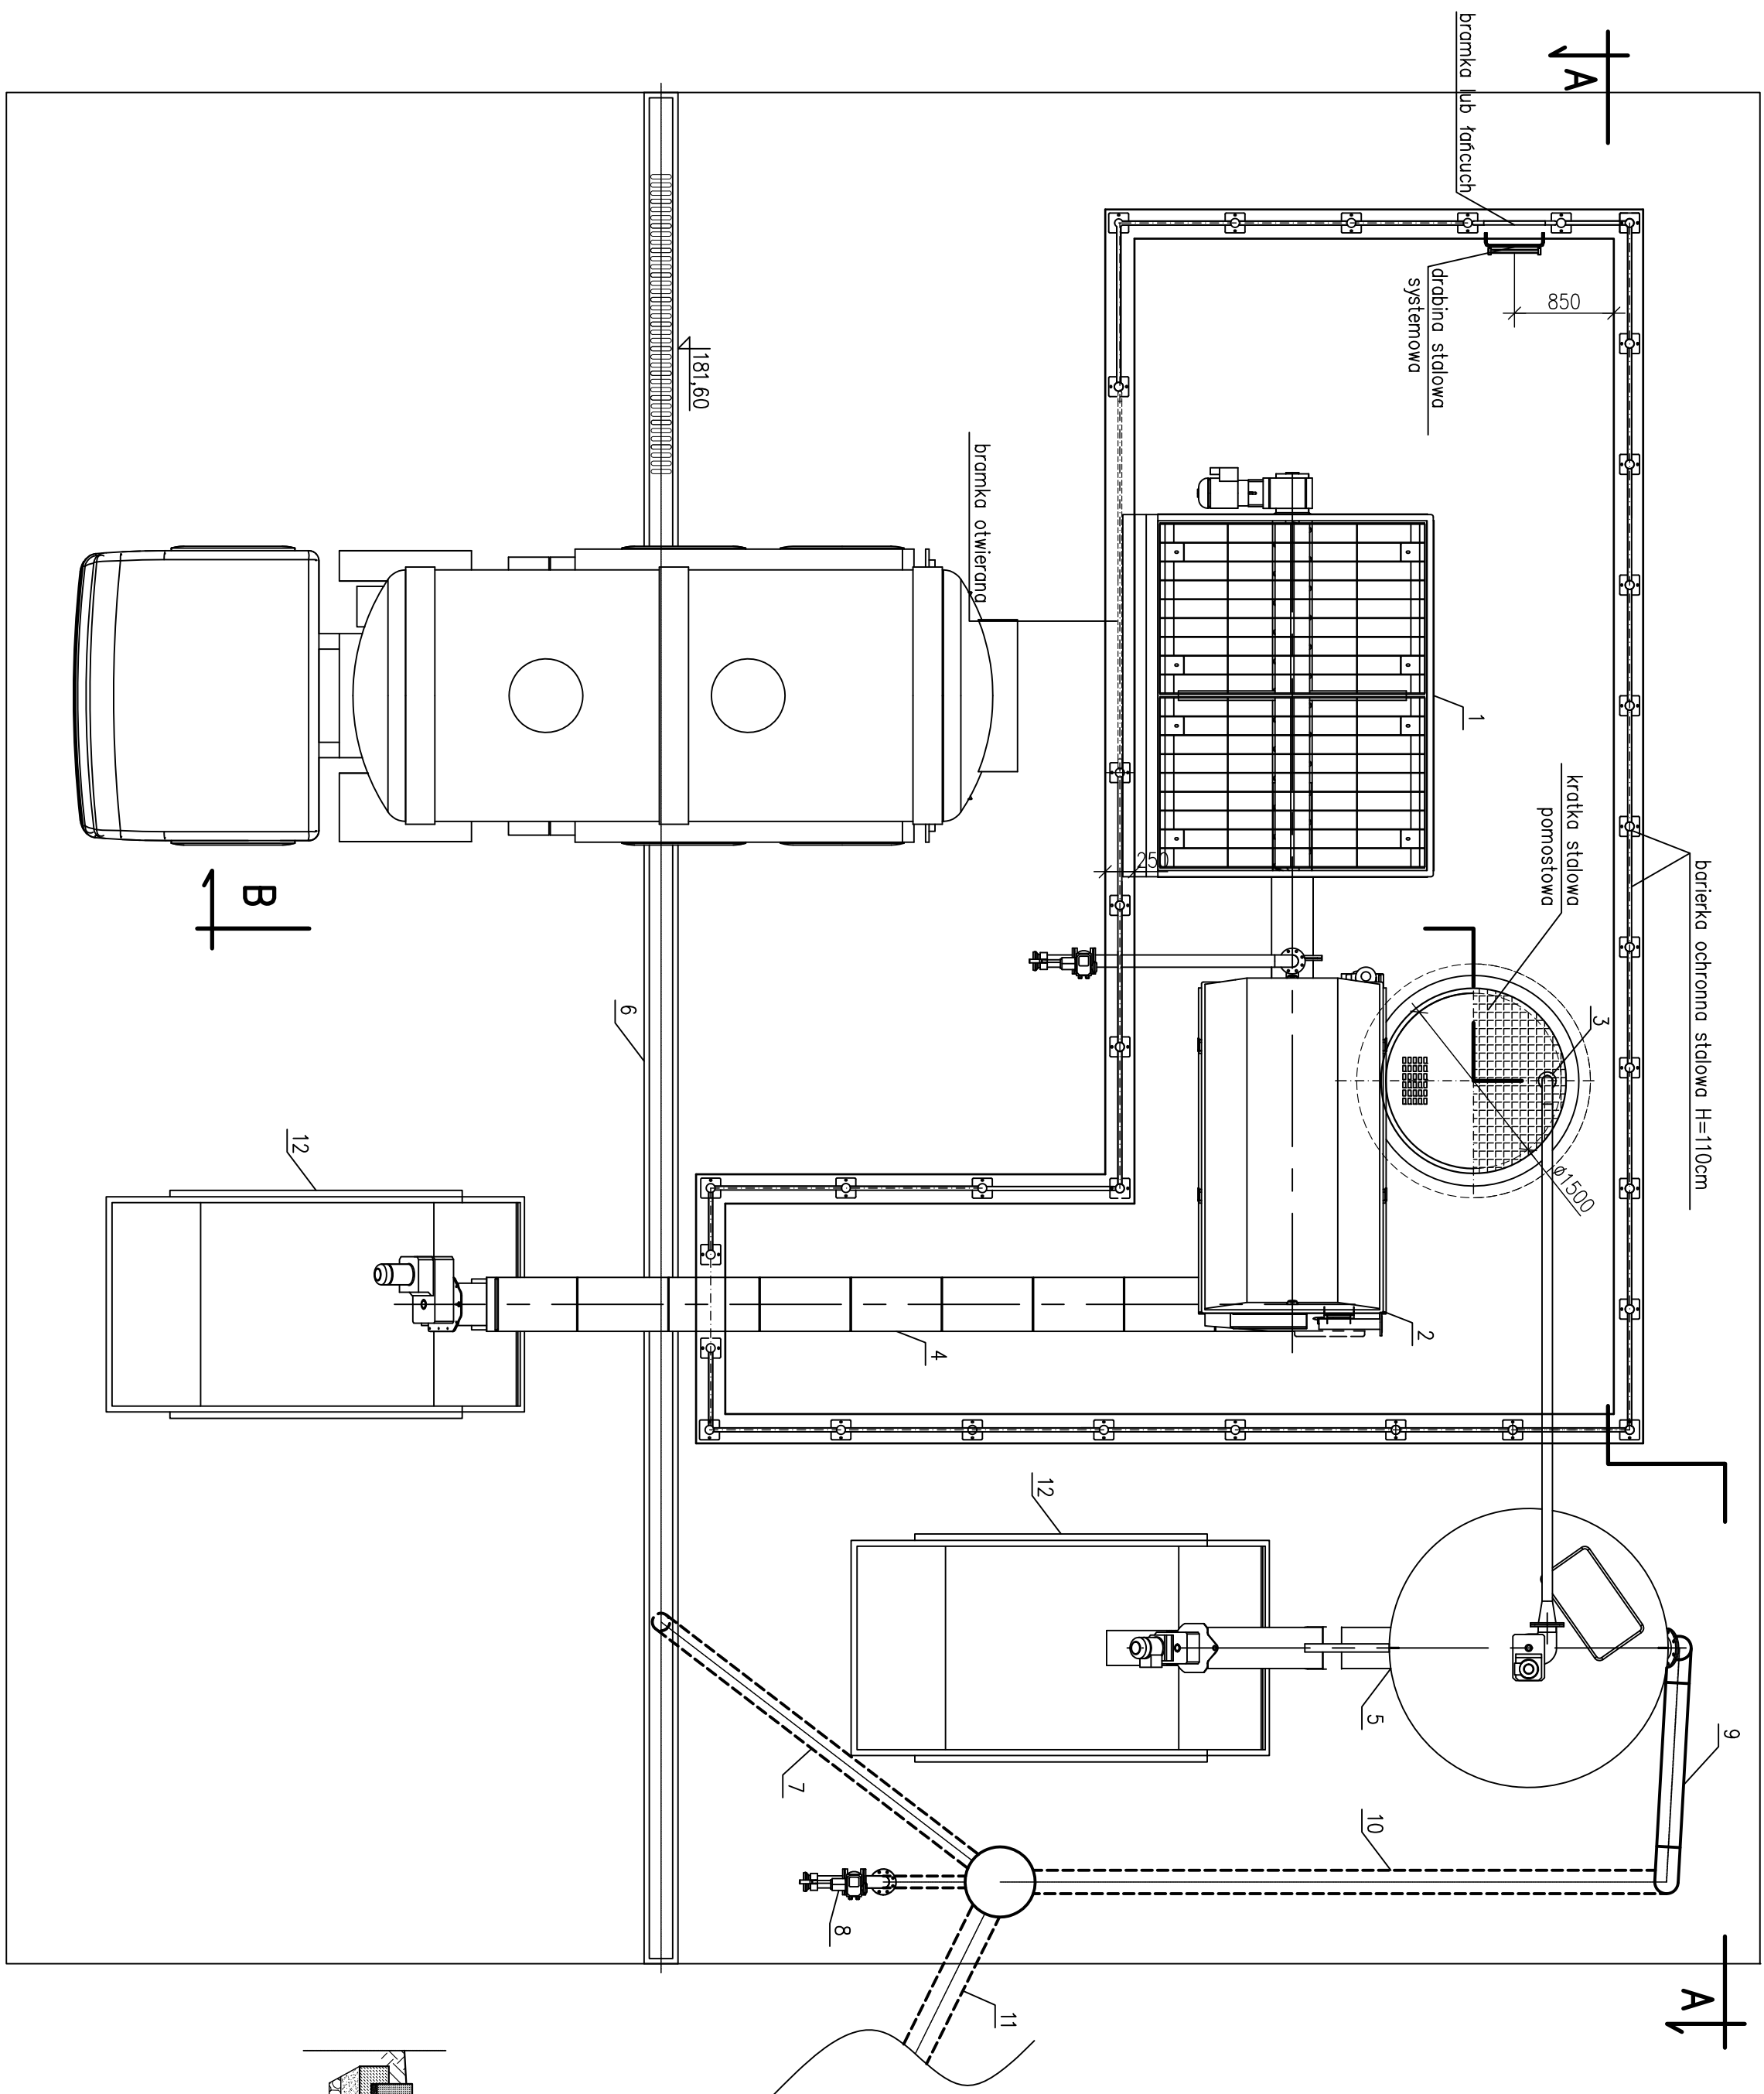 A
bramka lub łańcuch
drabina stalowa
systemowa
850
181,60
bramka otwierana
1
kratka stalowa
pomostowa
barierka ochronna stalowa H=110cm
250
B
3
ø1500
6
2
4
12
12
5
9
7
10
8
11
A